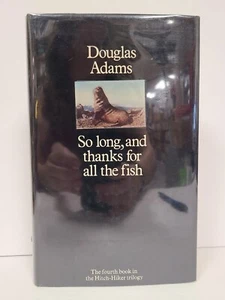 Douglas
Adams
So long, and
thanks for
all the fish
The fourth book in
the Hitch-Hiker trilogy